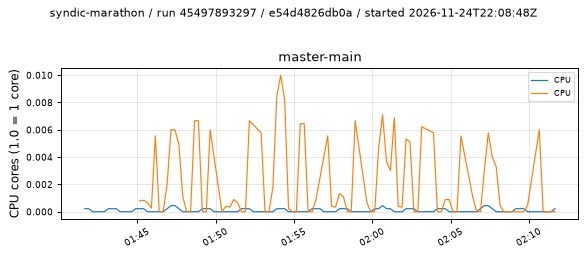 syndic-marathon / run 45497893297 / e54d4826db0a / started 2026-11-24T22:08:48Z
master-main
CPU cores (1.0 = 1 core)
0.010
0.008
0.006
0.004
0.002
0.000
CPU
CPU
01:45
01:50
01:55
02:00
02:05
02:10